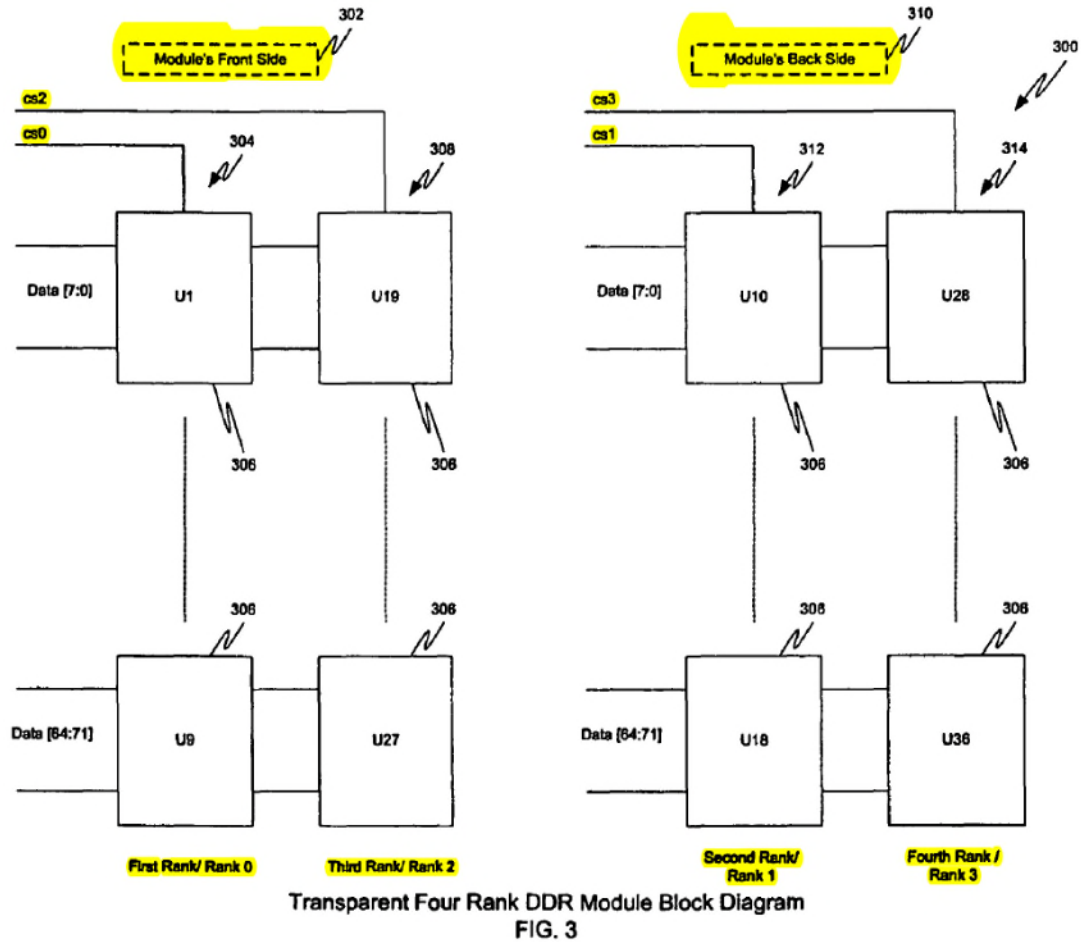 302
310
Module's Front Side
Module's Back Side
300
cs2
cs3
cs0
cs1
304
308
312
314
Data [7:0]
U1
U19
Data [7:0]
U10
U28
306
306
306
306
306
306
306
306
Data [64:71]
U9
U27
Data [64:71]
U18
U36
First Rank/ Rank 0
Third Rank/ Rank 2
Second Rank/
Rank 1
Fourth Rank /
Rank 3
Transparent Four Rank DDR Module Block Diagram
FIG. 3